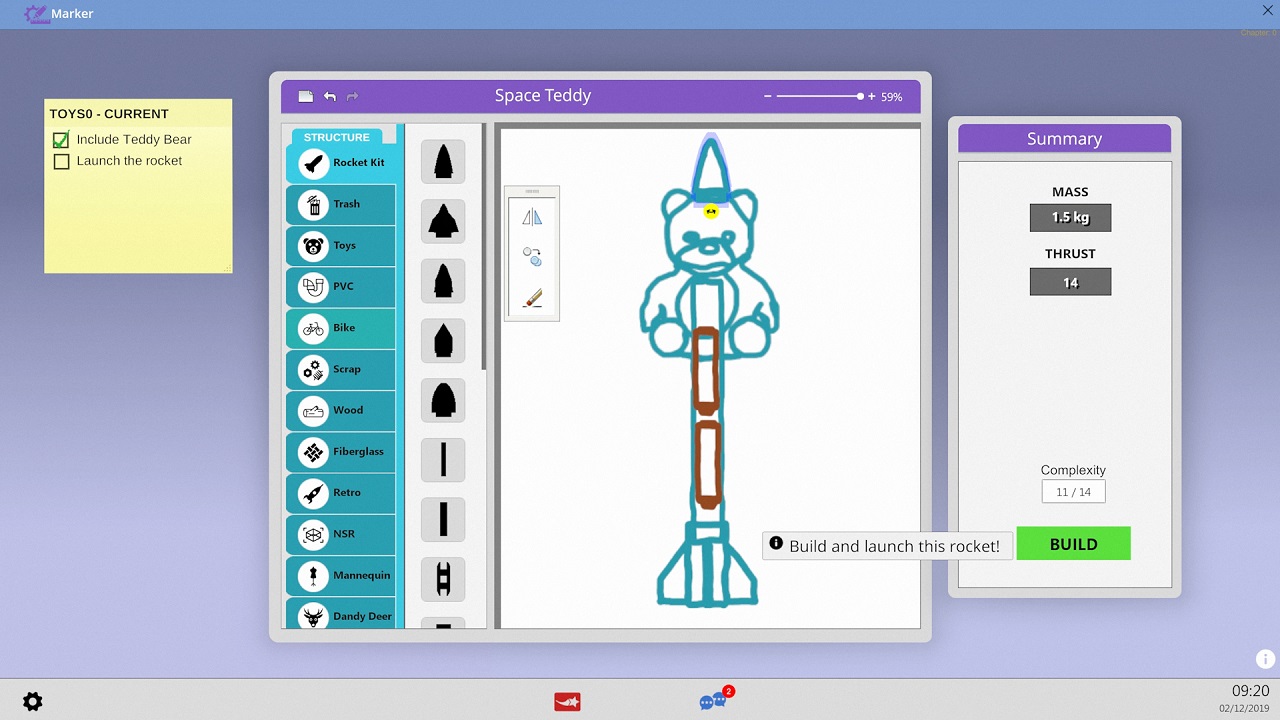 Marker
Chapter: 0
TOYS0 - CURRENT
Include Teddy Bear
Launch the rocket
Space Teddy
59%
STRUCTURE
Rocket Kit
Trash
Toys
PVC
Bike
Scrap
Wood
Fiberglass
Retro
NSR
Mannequin
Dandy Deer
Build and launch this rocket!
Summary
MASS
1.5 kg
THRUST
14
Complexity
11 / 14
BUILD
2
09:20
02/12/2019